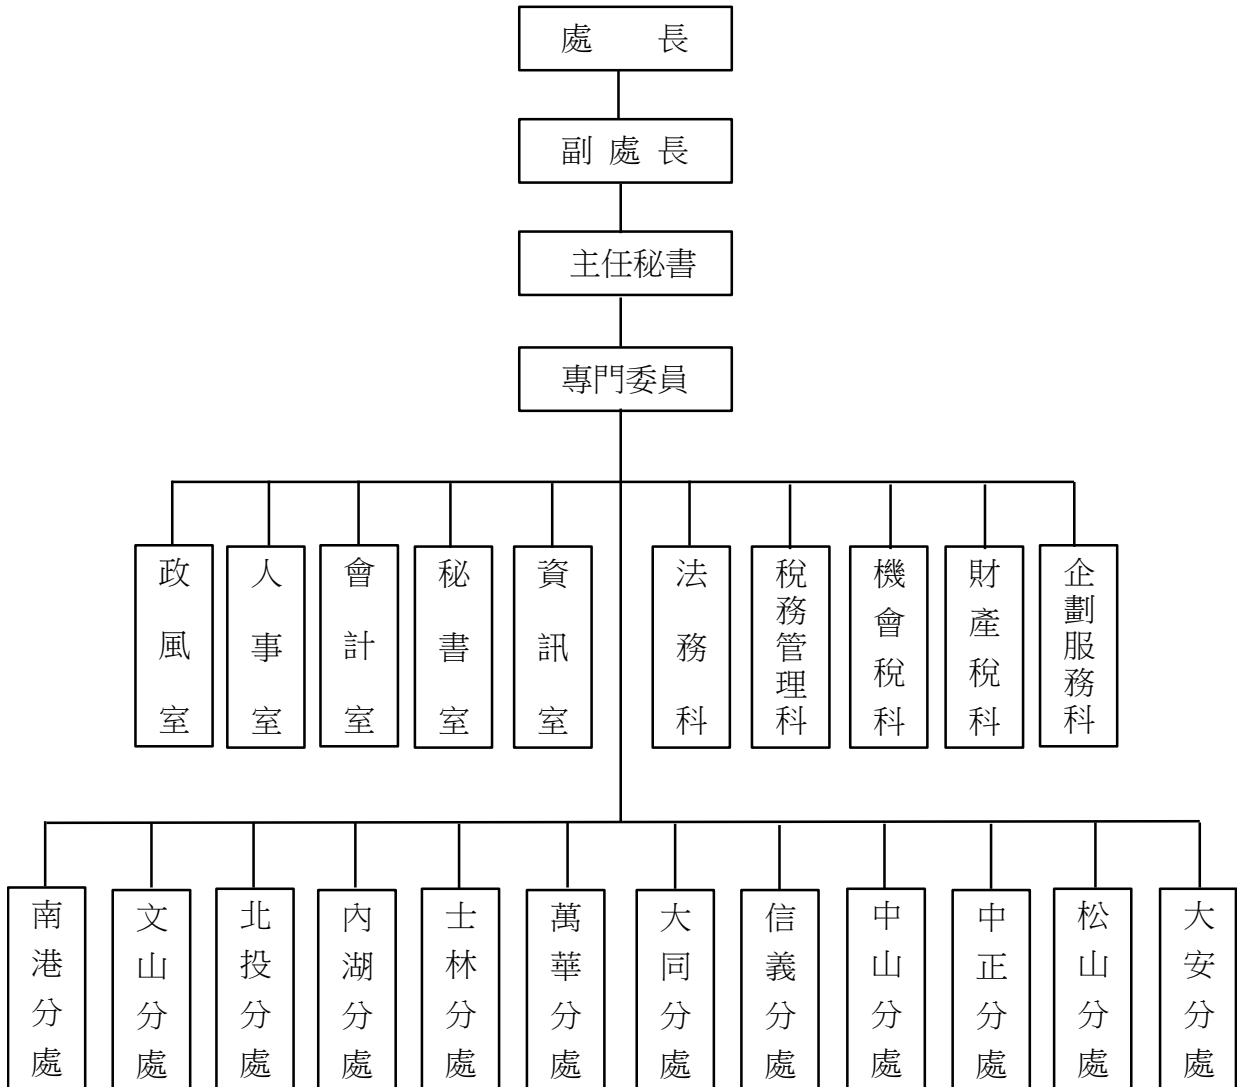 處 長
副處長
主任秘書
專門委員
政風室
人事室
會計室
秘書室
資訊室
法務科
稅務管理科
機會稅科
財產稅科
企劃服務科
南港分處
文山分處
北投分處
內湖分處
士林分處
萬華分處
大同分處
信義分處
中山分處
中正分處
松山分處
大安分處